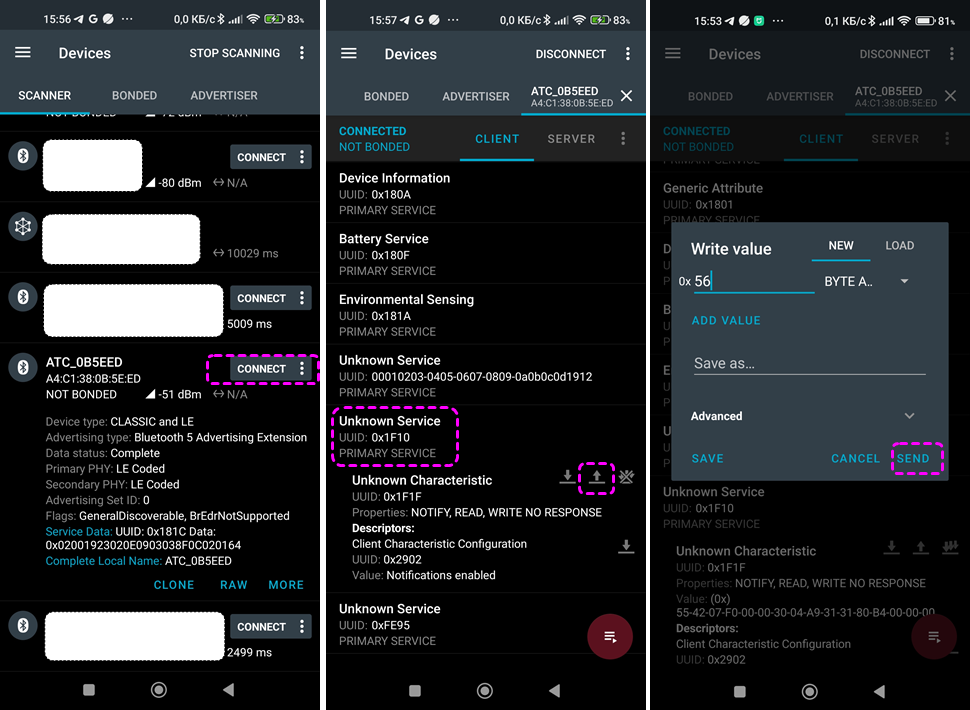 15:56 0,0 КБ/с 83%
Devices STOP SCANNING
SCANNER BONDED ADVERTISER
NOT BONDED -72 dBm N/A
CONNECT
-80 dBm N/A
10029 ms
CONNECT
5009 ms
ATC_0B5EED CONNECT
A4:C1:38:0B:5E:ED
NOT BONDED -51 dBm N/A
Device type: CLASSIC and LE
Advertising type: Bluetooth 5 Advertising Extension
Data status: Complete
Primary PHY: LE Coded
Secondary PHY: LE Coded
Advertising Set ID: 0
Flags: GeneralDiscoverable, BrEdrNotSupported
Service Data: UUID: 0x181C Data:
0x02001923020E0903038F0C020164
Complete Local Name: ATC_0B5EED
CLONE RAW MORE
CONNECT
2499 ms
15:57 0,0 КБ/с 83%
Devices DISCONNECT
BONDED ADVERTISER ATC_0B5EED
A4:C1:38:0B:5E:ED
CONNECTED
NOT BONDED
CLIENT SERVER
Device Information
UUID: 0x180A
PRIMARY SERVICE
Battery Service
UUID: 0x180F
PRIMARY SERVICE
Environmental Sensing
UUID: 0x181A
PRIMARY SERVICE
Unknown Service
UUID: 00010203-0405-0607-0809-0a0b0c0d1912
PRIMARY SERVICE
Unknown Service
UUID: 0x1F10
PRIMARY SERVICE
Unknown Characteristic
UUID: 0x1F1F
Properties: NOTIFY, READ, WRITE NO RESPONSE
Descriptors:
Client Characteristic Configuration
UUID: 0x2902
Value: Notifications enabled
Unknown Service
UUID: 0xFE95
PRIMARY SERVICE
15:53 0,1 КБ/с 81%
Devices DISCONNECT
BONDED ADVERTISER ATC_0B5EED
A4:C1:38:0B:5E:ED
CONNECTED
NOT BONDED
CLIENT SERVER
PRIMARY SERVICE
Generic Attribute
UUID: 0x1801
PRIMARY SERVICE
Write value NEW LOAD
0x 56 BYTE A..
ADD VALUE
Save as...
Advanced
SAVE CANCEL SEND
Unknown Service
UUID: 0x1F10
PRIMARY SERVICE
Unknown Characteristic
UUID: 0x1F1F
Properties: NOTIFY, READ, WRITE NO RESPONSE
Value: (0x)
55-42-07-F0-00-00-30-04-A9-31-31-80-B4-00-00-00
Descriptors:
Client Characteristic Configuration
UUID: 0x2902